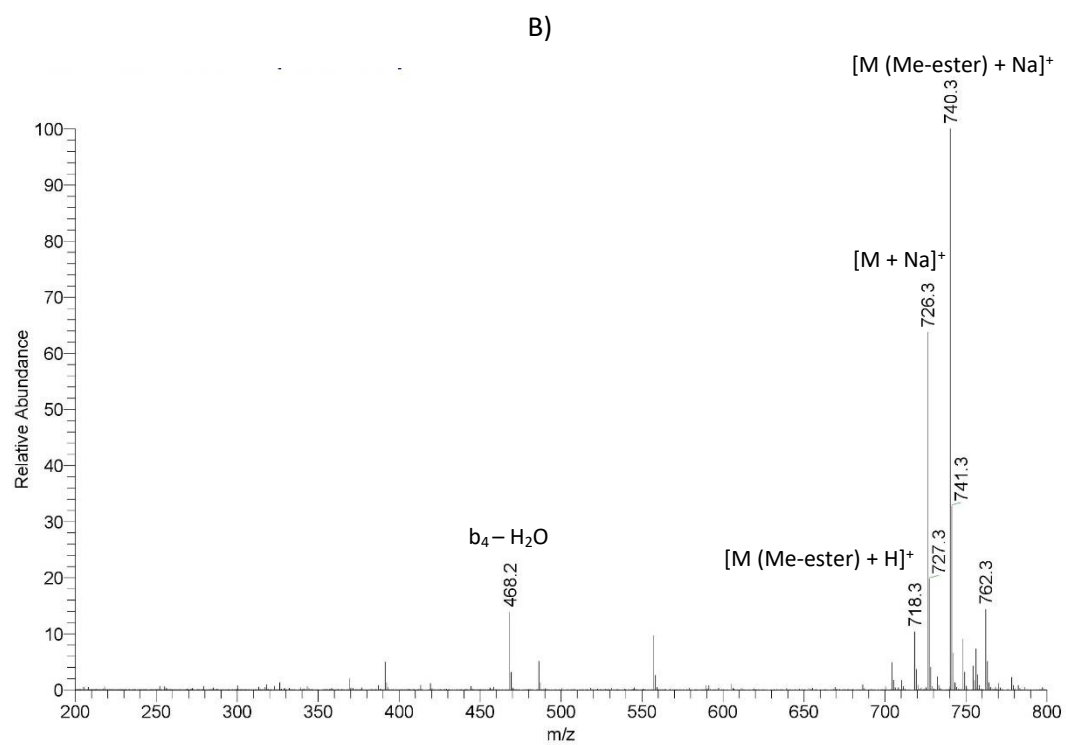 B)
[M (Me-ester) + Na]⁺
740.3
100
90
80
[M + Na]⁺
726.3
70
60
50
40
741.3
30
b₄ – H₂O
[M (Me-ester) + H]⁺
727.3
468.2
20
718.3
762.3
10
0
200 250 300 350 400 450 500 550 600 650 700 750 800
m/z
Relative Abundance